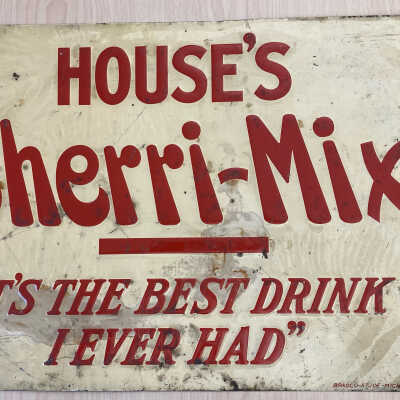 HOUSE'S
herri-Mix
T'S THE BEST DRINK
I EVER HAD"